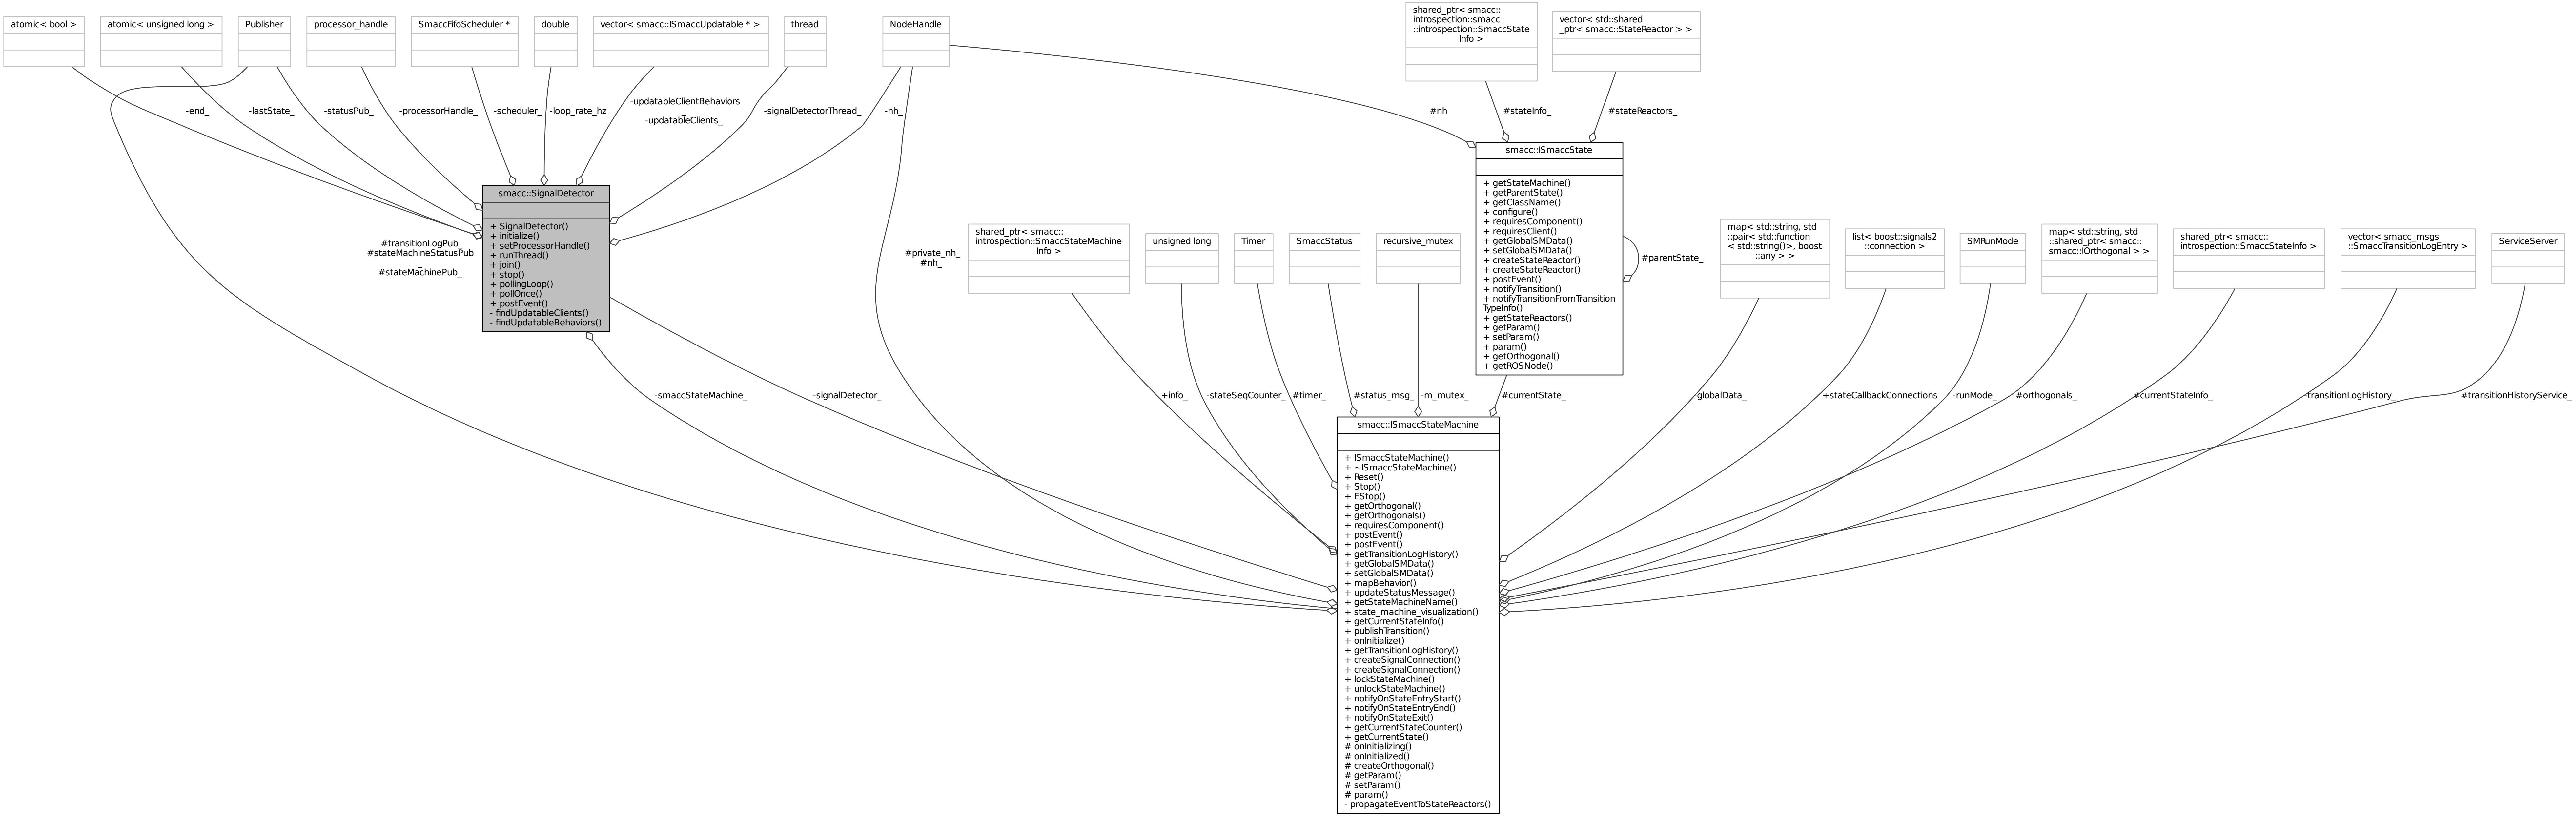 atomic< bool >
atomic< unsigned long >
Publisher
processor_handle
SmaccFifoScheduler *
double
vector< smacc::ISmaccUpdatable * >
thread
NodeHandle
shared_ptr< smacc::
introspection::smacc
::introspection::SmaccState
Info >
vector< std::shared
_ptr< smacc::StateReactor > >
-end_
-lastState_
-statusPub_
-processorHandle_
-scheduler_
-loop_rate_hz
-updatableClientBehaviors
_
-updatableClients_
-signalDetectorThread_
-nh_
#nh
#stateInfo_
#stateReactors_
smacc::ISmaccState
+ getStateMachine()
+ getParentState()
+ getClassName()
+ configure()
+ requiresComponent()
+ requiresClient()
+ getGlobalSMData()
+ setGlobalSMData()
+ createStateReactor()
+ createStateReactor()
+ postEvent()
+ notifyTransition()
+ notifyTransitionFromTransition
TypeInfo()
+ getStateReactors()
+ getParam()
+ setParam()
+ param()
+ getOrthogonal()
+ getROSNode()
#parentState_
smacc::SignalDetector
+ SignalDetector()
+ initialize()
+ setProcessorHandle()
+ runThread()
+ join()
+ stop()
+ pollingLoop()
+ pollOnce()
+ postEvent()
- findUpdatableClients()
- findUpdatableBehaviors()
#transitionLogPub_
#stateMachineStatusPub
_
#stateMachinePub_
#private_nh_
#nh_
shared_ptr< smacc::
introspection::SmaccStateMachine
Info >
unsigned long
Timer
SmaccStatus
recursive_mutex
map< std::string, std
::pair< std::function
< std::string()>, boost
::any > >
list< boost::signals2
::connection >
SMRunMode
map< std::string, std
::shared_ptr< smacc::
smacc::IOrthogonal > >
shared_ptr< smacc::
introspection::SmaccStateInfo >
vector< smacc_msgs
::SmaccTransitionLogEntry >
ServiceServer
-smaccStateMachine_
-signalDetector_
+info_
-stateSeqCounter_
#timer_
#status_msg_
-m_mutex_
#currentState_
-globalData_
+stateCallbackConnections
-runMode_
#orthogonals_
#currentStateInfo_
-transitionLogHistory_
#transitionHistoryService_
smacc::ISmaccStateMachine
+ ISmaccStateMachine()
+ ~ISmaccStateMachine()
+ Reset()
+ Stop()
+ EStop()
+ getOrthogonal()
+ getOrthogonals()
+ requiresComponent()
+ postEvent()
+ postEvent()
+ getTransitionLogHistory()
+ getGlobalSMData()
+ setGlobalSMData()
+ mapBehavior()
+ updateStatusMessage()
+ getStateMachineName()
+ state_machine_visualization()
+ getCurrentStateInfo()
+ publishTransition()
+ onInitialize()
+ getTransitionLogHistory()
+ createSignalConnection()
+ createSignalConnection()
+ lockStateMachine()
+ unlockStateMachine()
+ notifyOnStateEntryStart()
+ notifyOnStateEntryEnd()
+ notifyOnStateExit()
+ getCurrentStateCounter()
+ getCurrentState()
# onInitializing()
# onInitialized()
# createOrthogonal()
# getParam()
# setParam()
# param()
- propagateEventToStateReactors()